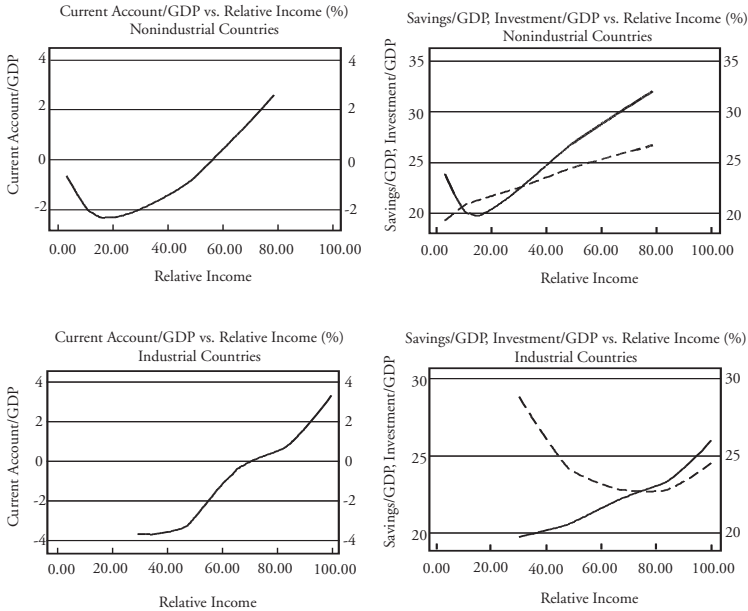 Current Account/GDP vs. Relative Income (%)
Nonindustrial Countries
Current Account/GDP
4
2
0
-2
4
2
0
-2
0.00 20.00 40.00 60.00 80.00 100.00
Relative Income
Savings/GDP, Investment/GDP vs. Relative Income (%)
Nonindustrial Countries
Savings/GDP, Investment/GDP
35
30
25
20
35
30
25
20
0.00 20.00 40.00 60.00 80.00 100.00
Relative Income
Current Account/GDP vs. Relative Income (%)
Industrial Countries
Current Account/GDP
4
2
0
-2
-4
4
2
0
-2
-4
0.00 20.00 40.00 60.00 80.00 100.00
Relative Income
Savings/GDP, Investment/GDP vs. Relative Income (%)
Industrial Countries
Savings/GDP, Investment/GDP
30
25
20
30
25
20
0.00 20.00 40.00 60.00 80.00 100.00
Relative Income